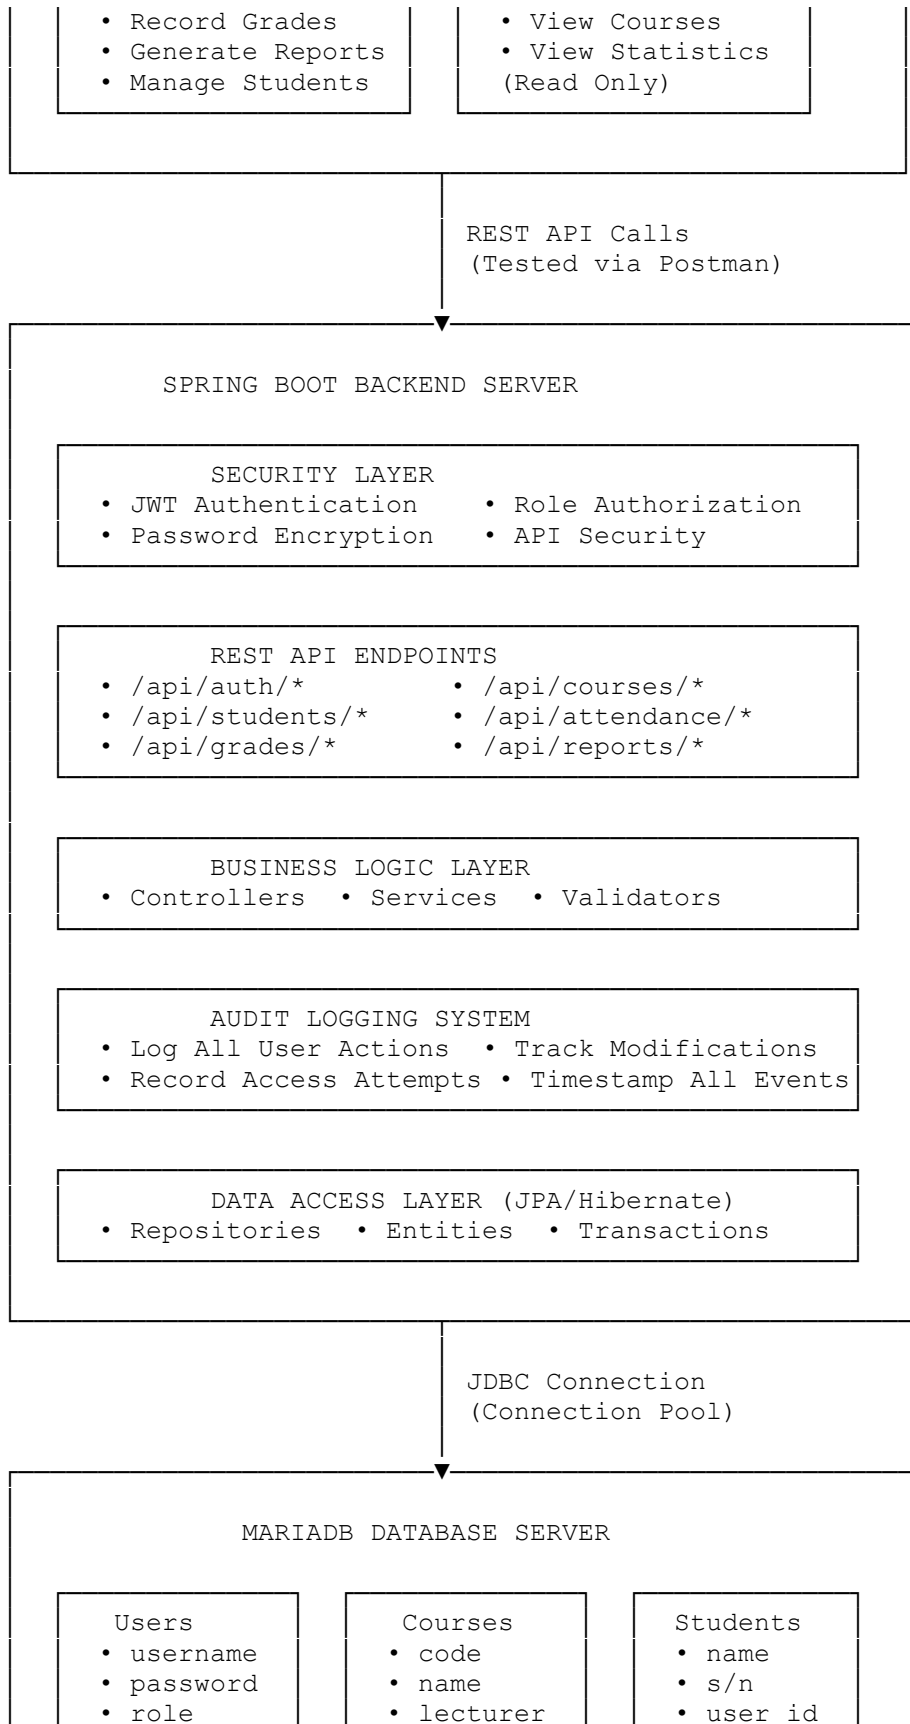 • Record Grades • View Courses
• Generate Reports • View Statistics
• Manage Students (Read Only)
REST API Calls
(Tested via Postman)
SPRING BOOT BACKEND SERVER
SECURITY LAYER
• JWT Authentication • Role Authorization
• Password Encryption • API Security
REST API ENDPOINTS
• /api/auth/* • /api/courses/*
• /api/students/* • /api/attendance/*
• /api/grades/* • /api/reports/*
BUSINESS LOGIC LAYER
• Controllers • Services • Validators
AUDIT LOGGING SYSTEM
• Log All User Actions • Track Modifications
• Record Access Attempts • Timestamp All Events
DATA ACCESS LAYER (JPA/Hibernate)
• Repositories • Entities • Transactions
JDBC Connection
(Connection Pool)
MARIADB DATABASE SERVER
Users Courses Students
• username • code • name
• password • name • s/n
• role • lecturer • user id